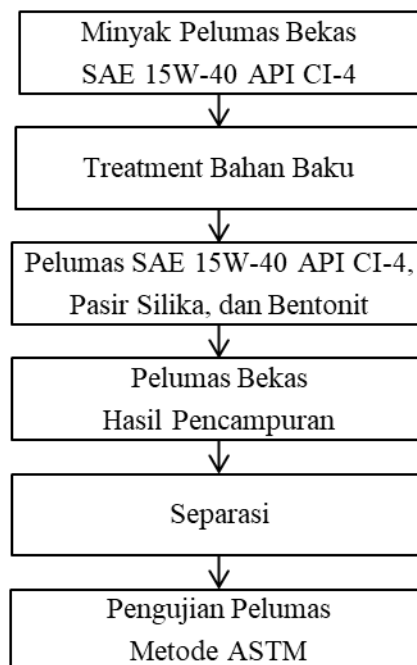 Minyak Pelumas Bekas
SAE 15W-40 API CI-4
Treatment Bahan Baku
Pelumas SAE 15W-40 API CI-4,
Pasir Silika, dan Bentonit
Pelumas Bekas
Hasil Pencampuran
Separasi
Pengujian Pelumas
Metode ASTM